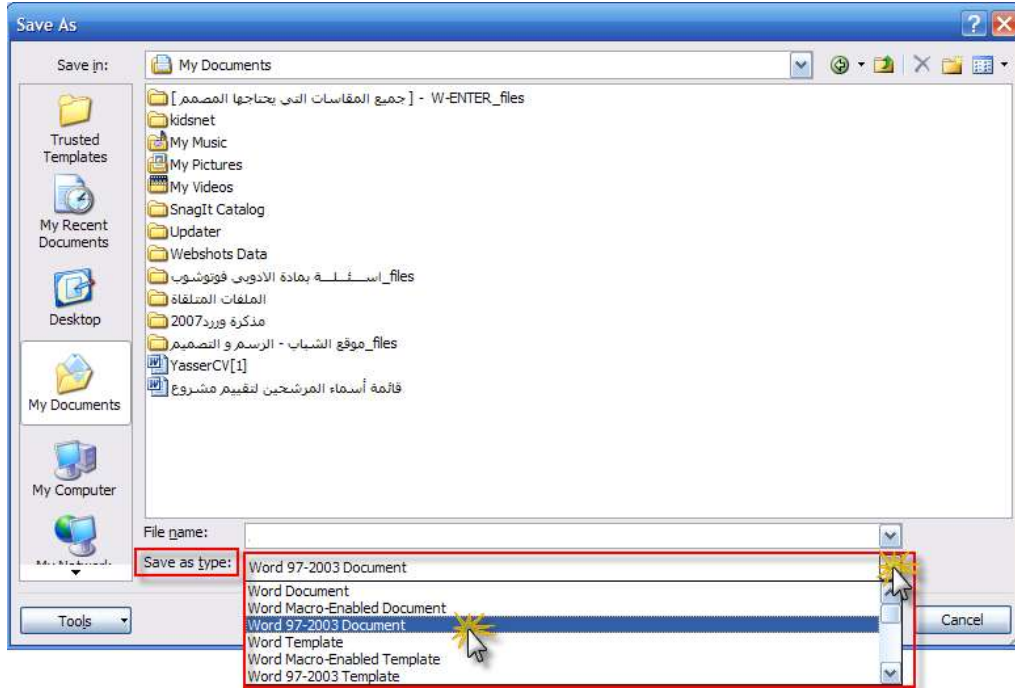 Save As
Save in:
My Documents
Trusted Templates
My Recent Documents
Desktop
My Documents
My Computer
[جميع المقاسات التي يحتاجها المصمم] - W-ENTER_files
kidsnet
My Music
My Pictures
My Videos
SnagIt Catalog
Updater
Webshots Data
اســـئـــلـــة بمادة الادوبي فوتوشوب_files
الملفات المتلقاة
مذكرة وررد2007
موقع الشباب - الرسم و التصميم_files
YasserCV[1]
قائمة أسماء المرشحين لتقييم مشروع
File name:
Save as type:
Word 97-2003 Document
Word Document
Word Macro-Enabled Document
Word 97-2003 Document
Word Template
Word Macro-Enabled Template
Word 97-2003 Template
Tools
Cancel